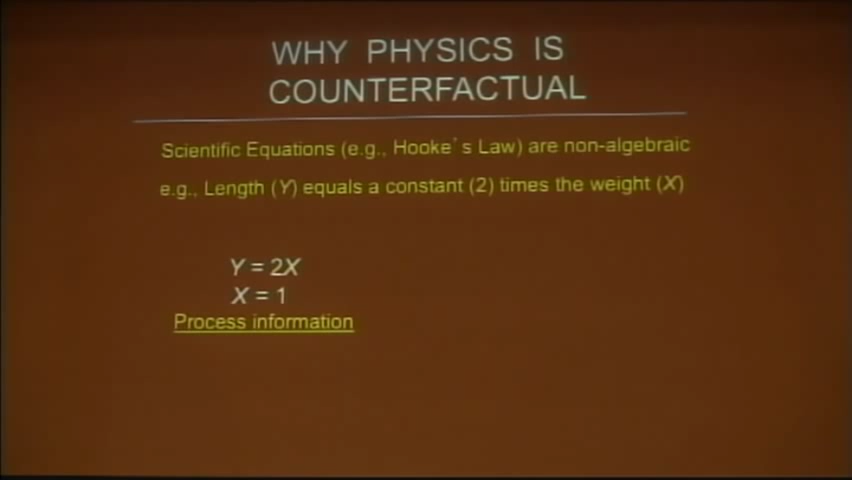 WHY PHYSICS IS
COUNTERFACTUAL
Scientific Equations (e.g., Hooke's Law) are non-algebraic
e.g., Length (Y) equals a constant (2) times the weight (X)
Y = 2X
X = 1
Process information